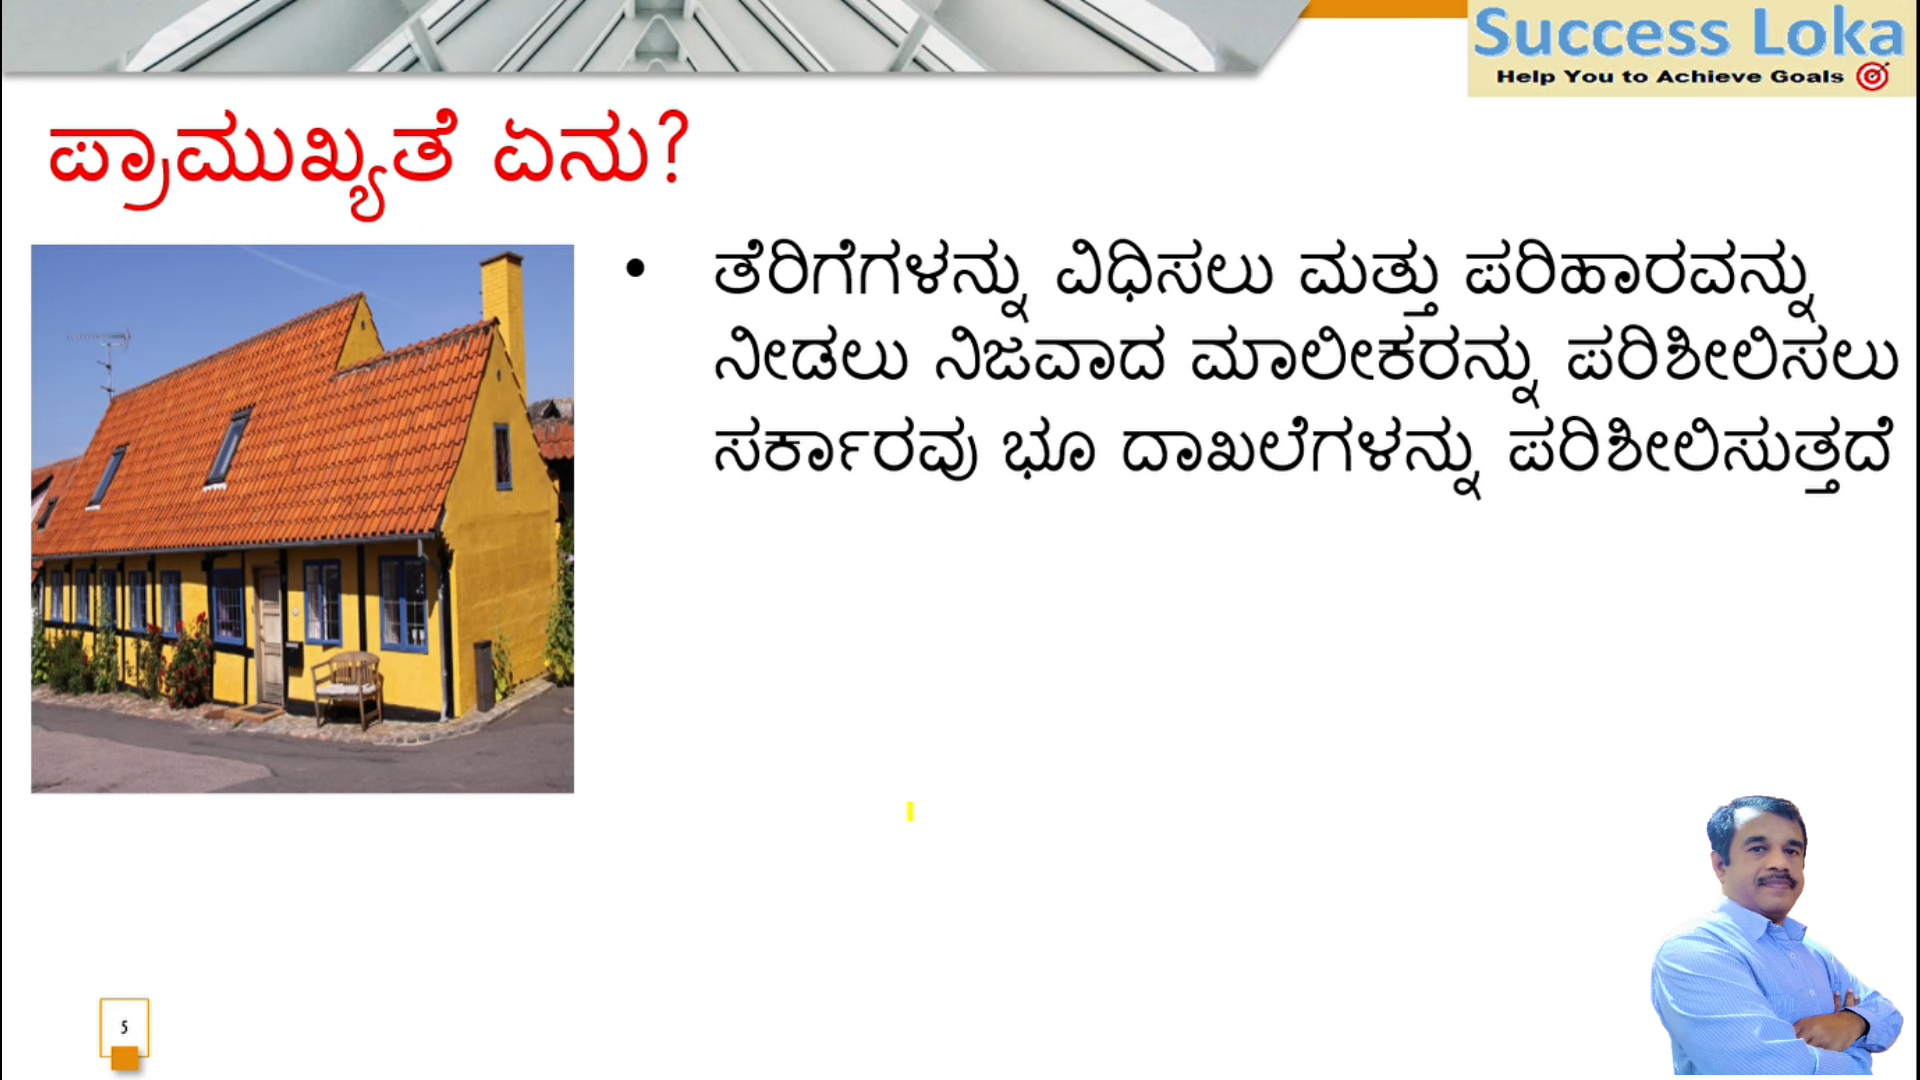 Success Loka
Help You to Achieve Goals
ಪ್ರಾಮುಖ್ಯತೆ ಏನು?
• ತೆರಿಗೆಗಳನ್ನು ವಿಧಿಸಲು ಮತ್ತು ಪರಿಹಾರವನ್ನು
ನೀಡಲು ನಿಜವಾದ ಮಾಲೀಕರನ್ನು ಪರಿಶೀಲಿಸಲು
ಸರ್ಕಾರವು ಭೂ ದಾಖಲೆಗಳನ್ನು ಪರಿಶೀಲಿಸುತ್ತದೆ
5